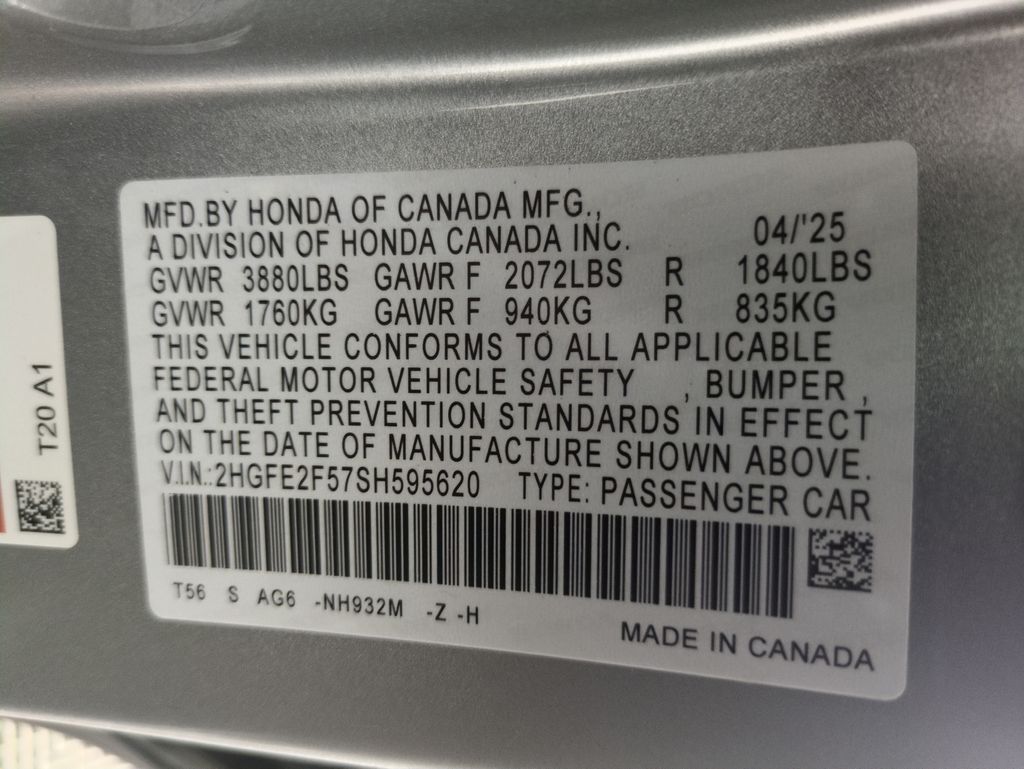 MFD.BY HONDA OF CANADA MFG.,
A DIVISION OF HONDA CANADA INC. 04/'25
GVWR 3880LBS GAWR F 2072LBS R 1840LBS
GVWR 1760KG GAWR F 940KG R 835KG
THIS VEHICLE CONFORMS TO ALL APPLICABLE
FEDERAL MOTOR VEHICLE SAFETY , BUMPER ,
AND THEFT PREVENTION STANDARDS IN EFFECT
ON THE DATE OF MANUFACTURE SHOWN ABOVE.
V.I.N.:2HGFE2F57SH595620 TYPE: PASSENGER CAR
T56 S AG6 -NH932M -Z -H
MADE IN CANADA
T20 A1